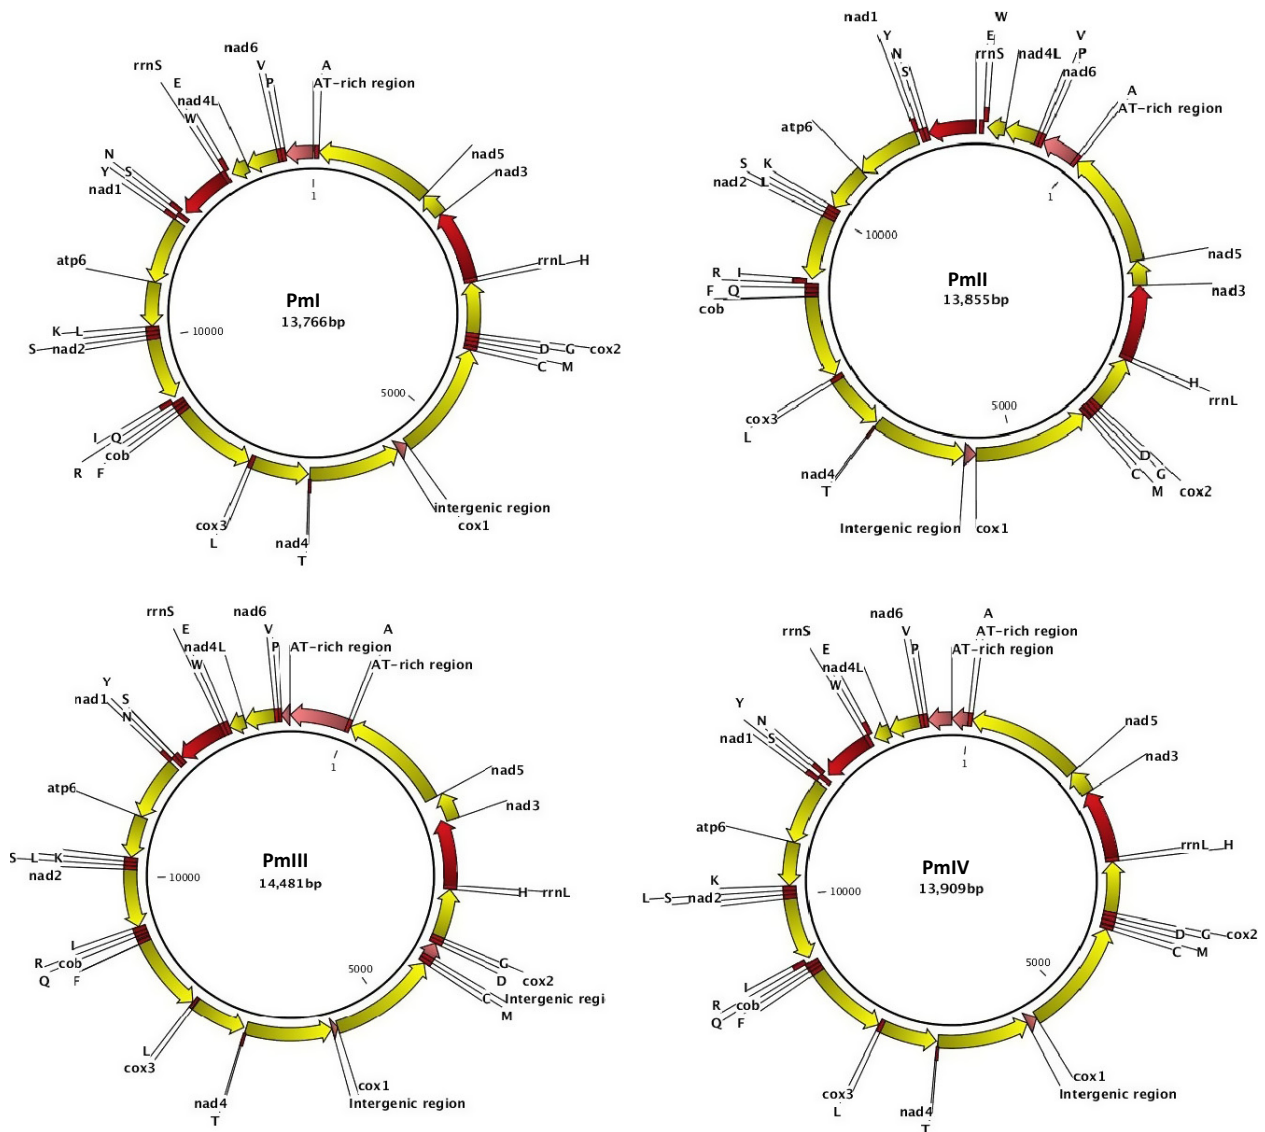 nad6
V
A
rrnS
E
P
AT-rich region
nad4L
W
N
Y S
nad1
nad5
nad3
1
atp6
rrnL H
PmI
13,766bp
K L
10000
S nad2
D G cox2
C M
5000
I Q
cob
R F
intergenic region
cox1
cox3
L
nad4
T
nad1
W
Y
E
V
N
rrnS
nad4L
P
S
nad6
A
AT-rich region
atp6
S K
nad2 L
1
10000
nad5
R I
F Q
cob
PmII
13,855bp
nad3
H
rrnL
5000
cox3
L
D
nad4
C G
T
M cox2
Intergenic region
cox1
rrnS
nad6
A
E
V
nad4L
P
AT-rich region
W
AT-rich region
Y
nad1 S
N
1
nad5
atp6
nad3
S L K
nad2
10000
PmIII
14,481bp
H rrnL
I
R cob
Q F
5000
G
D cox2
C Intergenic regi
M
L
cox3
cox1
nad4
Intergenic region
T
nad6
A
rrnS
V
AT-rich region
E
P
AT-rich region
nad4L
W
Y
N
nad1 S
nad5
1
nad3
atp6
rrnL H
PmIV
13,909bp
K
L S nad2
10000
D G cox2
C M
5000
I
R cob
Q F
cox1
cox3
Intergenic region
L
nad4
T